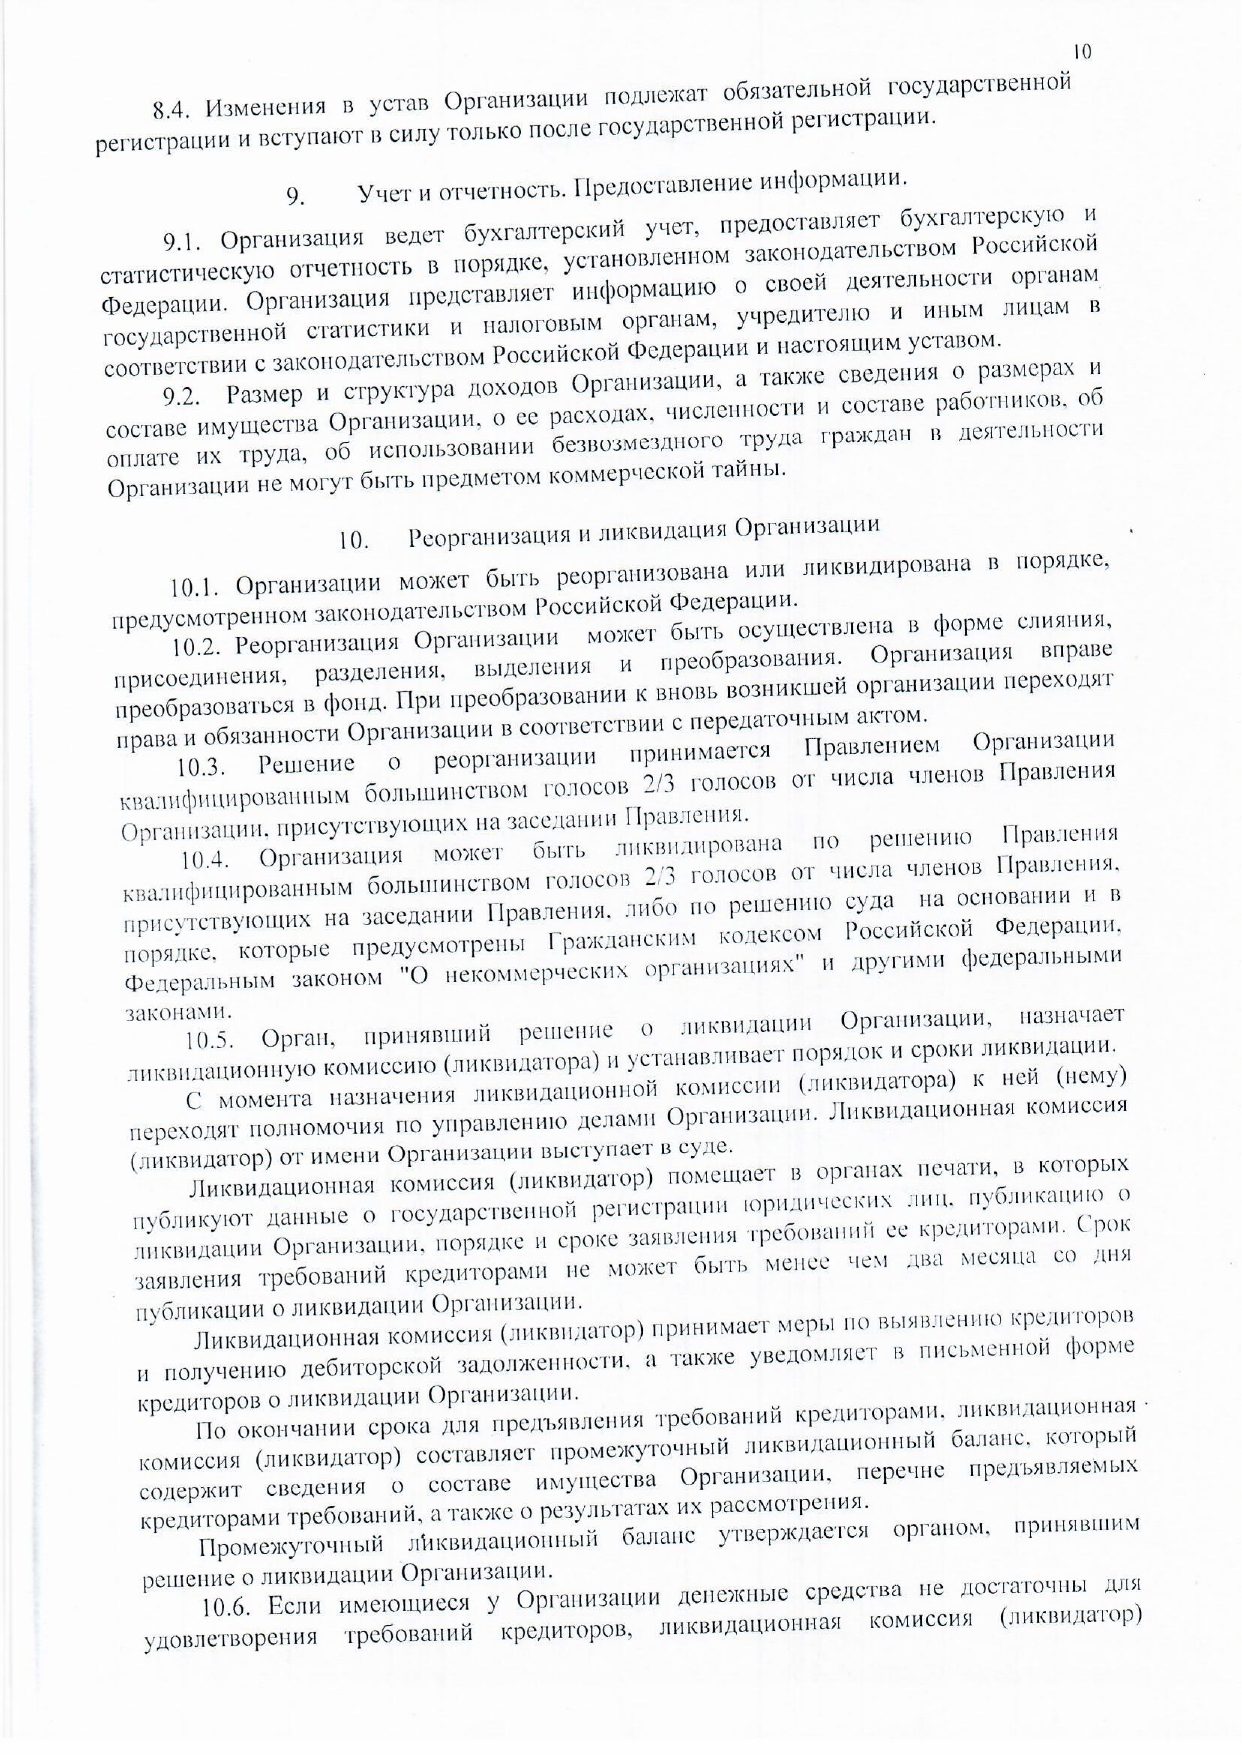 10
8.4. Изменения в устав Организации подлежат обязательной государственной
регистрации и вступают в силу только после государственной регистрации.
9. Учет и отчетность. Предоставление информации.
9.1. Организация ведет бухгалтерский учет, предоставляет бухгалтерскую и
статистическую отчетность в порядке, установленном законодательством Российской
Федерации. Организация представляет информацию о своей деятельности органам
государственной статистики и налоговым органам, учредителю и иным лицам в
соответствии с законодательством Российской Федерации и настоящим уставом.
9.2. Размер и структура доходов Организации, а также сведения о размерах и
составе имущества Организации, о ее расходах, численности и составе работников, об
оплате их труда, об использовании безвозмездного труда граждан в деятельности
Организации не могут быть предметом коммерческой тайны.
10. Реорганизация и ликвидация Организации
10.1. Организации может быть реорганизована или ликвидирована в порядке,
предусмотренном законодательством Российской Федерации.
10.2. Реорганизация Организации может быть осуществлена в форме слияния,
присоединения, разделения, выделения и преобразования. Организация вправе
преобразоваться в фонд. При преобразовании к вновь возникшей организации переходят
права и обязанности Организации в соответствии с передаточным актом.
10.3. Решение о реорганизации принимается Правлением Организации
квалифицированным большинством голосов 2/3 голосов от числа членов Правления
Организации, присутствующих на заседании Правления.
10.4. Организация может быть ликвидирована по решению Правления
квалифицированным большинством голосов 2/3 голосов от числа членов Правления,
присутствующих на заседании Правления, либо по решению суда на основании и в
порядке, которые предусмотрены Гражданским кодексом Российской Федерации,
Федеральным законом "О некоммерческих организациях" и другими федеральными
законами.
10.5. Орган, принявший решение о ликвидации Организации, назначает
ликвидационную комиссию (ликвидатора) и устанавливает порядок и сроки ликвидации.
С момента назначения ликвидационной комиссии (ликвидатора) к ней (нему)
переходят полномочия по управлению делами Организации. Ликвидационная комиссия
(ликвидатор) от имени Организации выступает в суде.
Ликвидационная комиссия (ликвидатор) помещает в органах печати, в которых
публикуют данные о государственной регистрации юридических лиц, публикацию о
ликвидации Организации, порядке и сроке заявления требований ее кредиторами. Срок
заявления требований кредиторами не может быть менее чем два месяца со дня
публикации о ликвидации Организации.
Ликвидационная комиссия (ликвидатор) принимает меры по выявлению кредиторов
и получению дебиторской задолженности, а также уведомляет в письменной форме
кредиторов о ликвидации Организации.
По окончании срока для предъявления требований кредиторами, ликвидационная
комиссия (ликвидатор) составляет промежуточный ликвидационный баланс, который
содержит сведения о составе имущества Организации, перечне предъявляемых
кредиторами требований, а также о результатах их рассмотрения.
Промежуточный ликвидационный баланс утверждается органом, принявшим
решение о ликвидации Организации.
10.6. Если имеющиеся у Организации денежные средства не достаточны для
удовлетворения требований кредиторов, ликвидационная комиссия (ликвидатор)